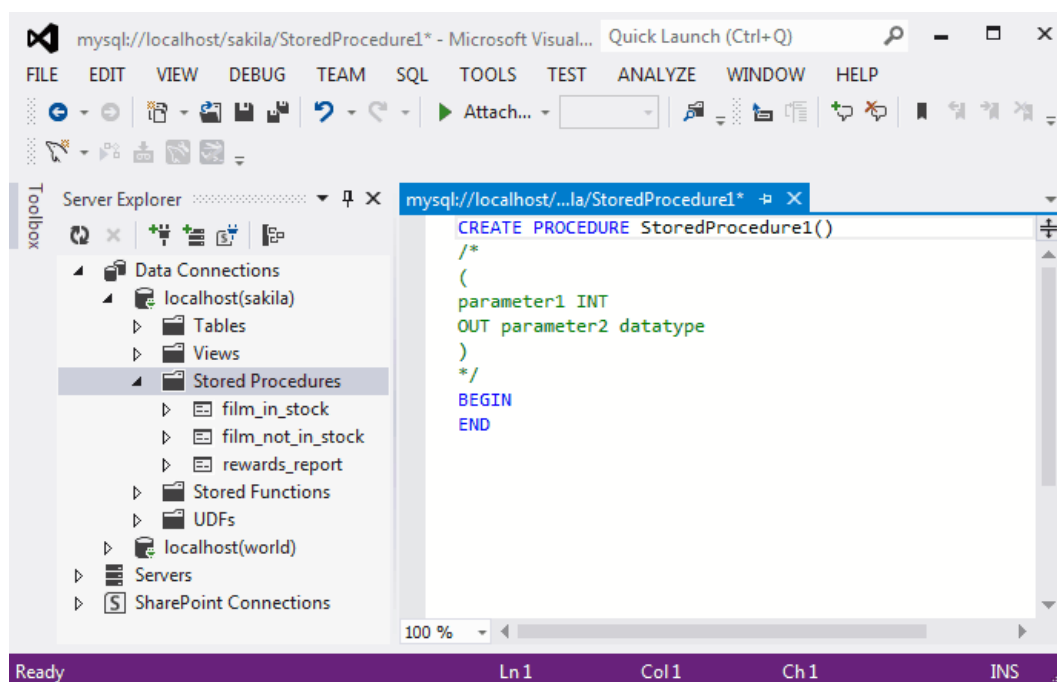 mysql://localhost/sakila/StoredProcedure1* - Microsoft Visual... Quick Launch (Ctrl+Q)
FILE EDIT VIEW DEBUG TEAM SQL TOOLS TEST ANALYZE WINDOW HELP
Attach...
Toolbox
Server Explorer
Data Connections
localhost(sakila)
Tables
Views
Stored Procedures
film_in_stock
film_not_in_stock
rewards_report
Stored Functions
UDFs
localhost(world)
Servers
SharePoint Connections
mysql://localhost/...la/StoredProcedure1*
CREATE PROCEDURE StoredProcedure1()
/*
(
parameter1 INT
OUT parameter2 datatype
)
*/
BEGIN
END
100 %
Ready Ln 1 Col 1 Ch 1 INS